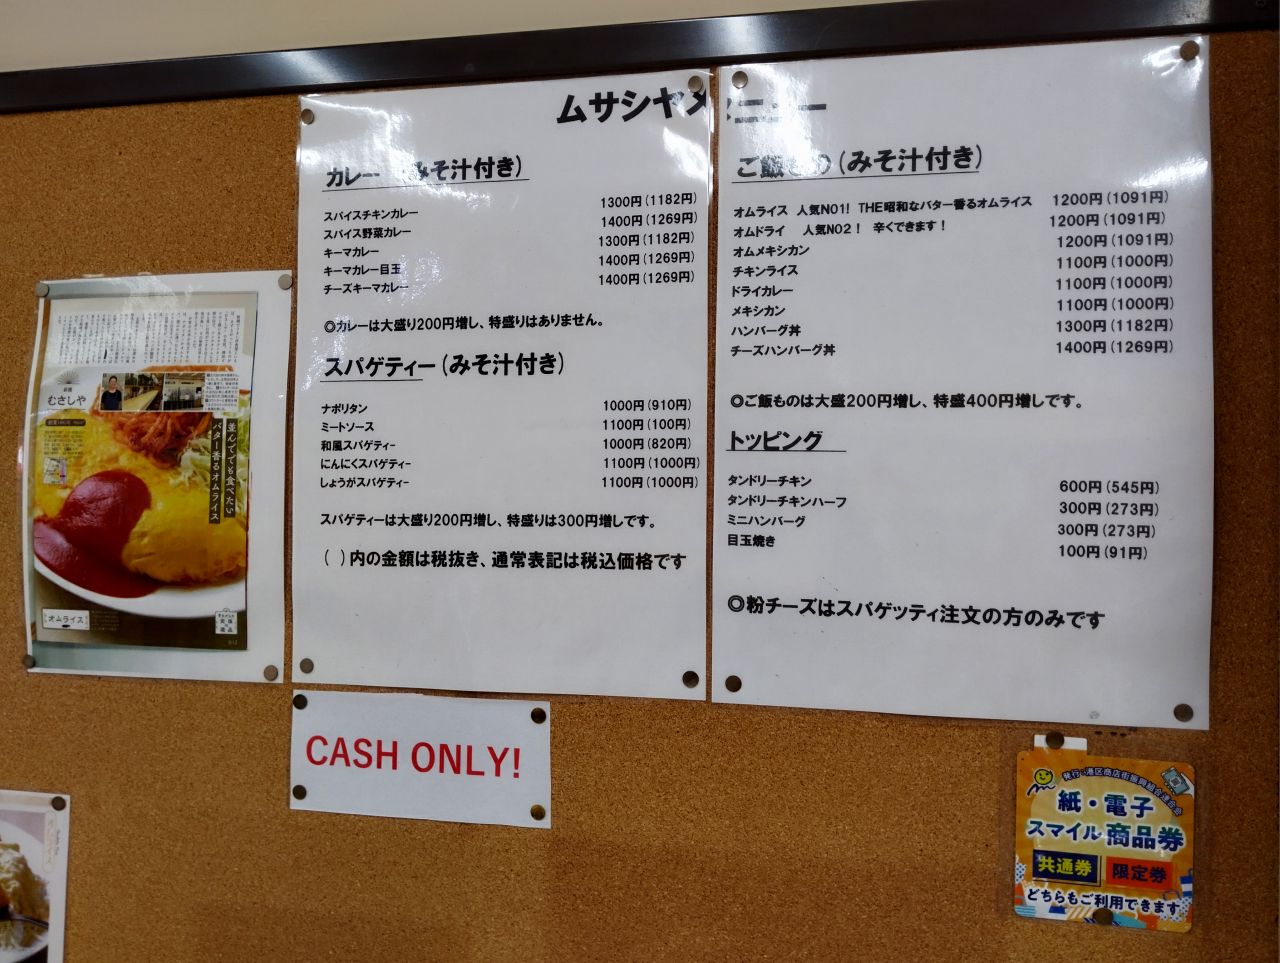 ムサシヤメニュー
カレー (みそ汁付き)
スパイスチキンカレー 1300円(1182円)
スパイス野菜カレー 1400円(1269円)
キーマカレー 1300円(1182円)
キーマカレー目玉 1400円(1269円)
チーズキーマカレー 1400円(1269円)
◎カレーは大盛り200円増し、特盛りはありません。
スパゲティー(みそ汁付き)
ナポリタン 1000円(910円)
ミートソース 1100円(100円)
和風スパゲティー 1000円(820円)
にんにくスパゲティー 1100円(1000円)
しょうがスパゲティー 1100円(1000円)
スパゲティーは大盛り200円増し、特盛りは300円増しです。
( )内の金額は税抜き、通常表記は税込価格です
ご飯もの(みそ汁付き)
オムライス 人気NO1! THE昭和なバター香るオムライス 1200円(1091円)
オムドライ 人気NO2! 辛くできます! 1200円(1091円)
オムメキシカン 1200円(1091円)
チキンライス 1100円(1000円)
ドライカレー 1100円(1000円)
メキシカン 1100円(1000円)
ハンバーグ丼 1300円(1182円)
チーズハンバーグ丼 1400円(1269円)
◎ご飯ものは大盛200円増し、特盛400円増しです。
トッピング
タンドリーチキン 600円(545円)
タンドリーチキンハーフ 300円(273円)
ミニハンバーグ 300円(273円)
目玉焼き 100円(91円)
◎粉チーズはスパゲッティ注文の方のみです
CASH ONLY!
むさしや
並んででも食べたい
バター香るオムライス
オムライス
発行:港区商店街振興組合連合会
紙・電子
スマイル商品券
共通券 限定券
どちらもご利用できます